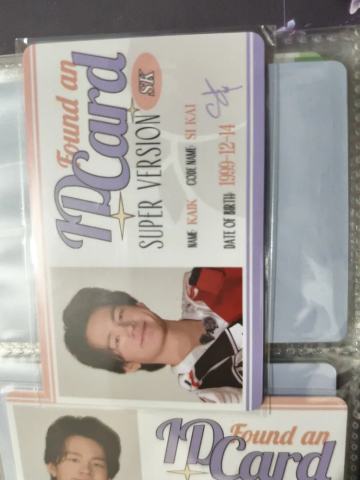 Found an
ID Card
SUPER VERSION
SK
NAME: KAIK CODE NAME: SI KAI
DATE OF BIRTH: 1999-12-14
Found an
ID Card